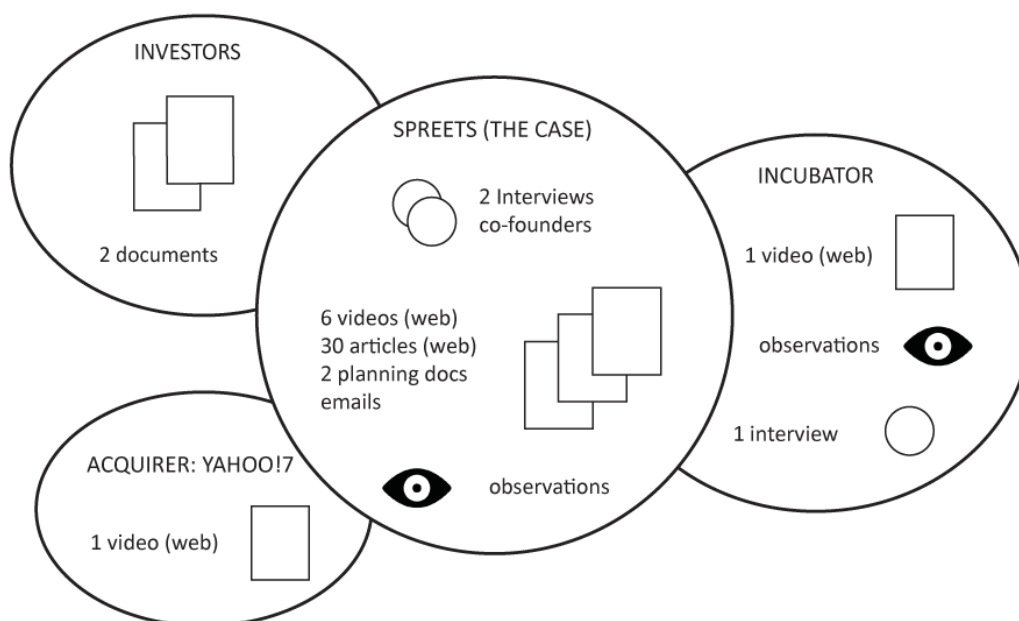 INVESTORS
2 documents
SPREETS (THE CASE)
2 Interviews
co-founders
6 videos (web)
30 articles (web)
2 planning docs
emails
observations
INCUBATOR
1 video (web)
observations
1 interview
ACQUIRER: YAHOO!7
1 video (web)